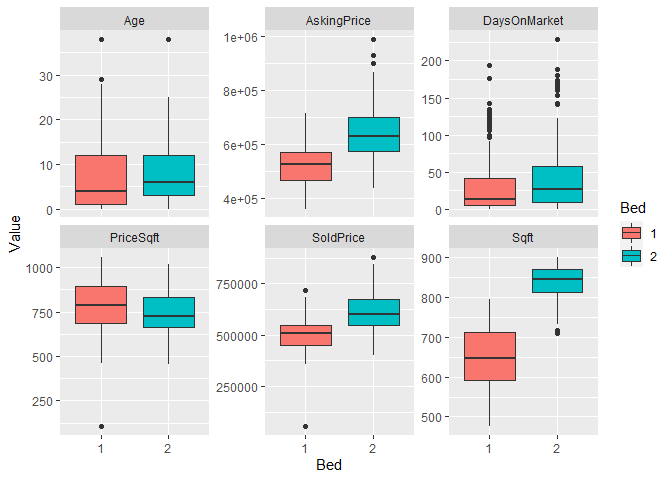 Age AskingPrice DaysOnMarket
30
20
10
0
1e+06
8e+05
6e+05
4e+05
200
150
100
50
0
Value
PriceSqft SoldPrice Sqft
1000
750
500
250
750000
500000
250000
900
800
700
600
500
1 2 1 2 1 2
Bed
Bed
1
2